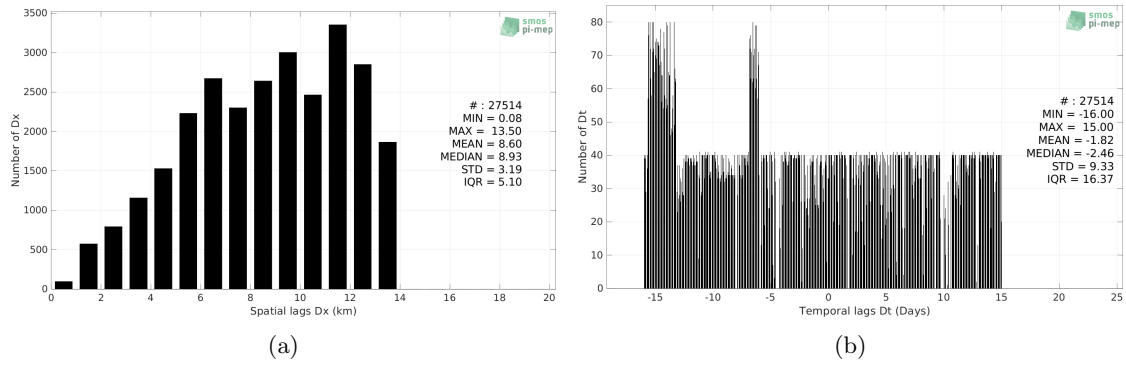 3500
3000
2500
2000
1500
1000
500
0
Number of Dx
0 2 4 6 8 10 12 14 16 18 20
Spatial lags Dx (km)
smos
pi-mep
# : 27514
MIN = 0.08
MAX = 13.50
MEAN = 8.60
MEDIAN = 8.93
STD = 3.19
IQR = 5.10
(a)
80
70
60
50
40
30
20
10
0
Number of Dt
-15 -10 -5 0 5 10 15 20 25
Temporal lags Dt (Days)
smos
pi-mep
# : 27514
MIN = -16.00
MAX = 15.00
MEAN = -1.82
MEDIAN = -2.46
STD = 9.33
IQR = 16.37
(b)